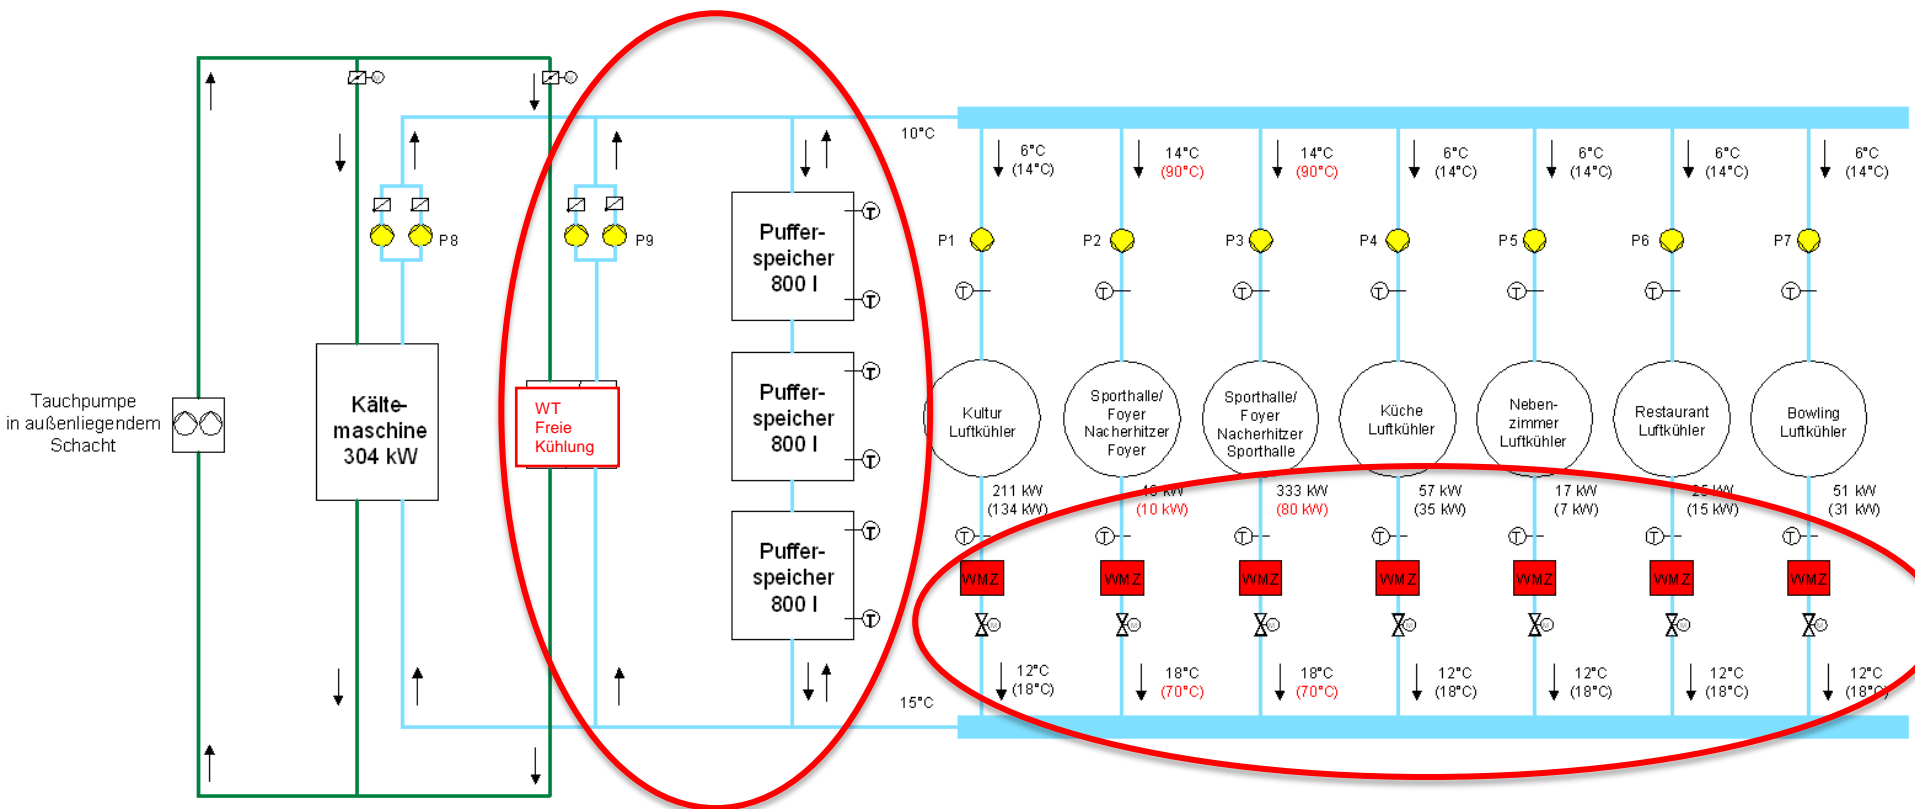 10°C
6°C
(14°C)
14°C
(90°C)
14°C
(90°C)
6°C
(14°C)
6°C
(14°C)
6°C
(14°C)
6°C
(14°C)
P8
P9
P1
P2
P3
P4
P5
P6
P7
Puffer-
speicher
800 l
T
T
T
T
T
T
T
T
T
Tauchpumpe
in außenliegendem
Schacht
Kälte-
maschine
304 kW
WT
Freie
Kühlung
Puffer-
speicher
800 l
T
T
Kultur
Luftkühler
Sporthalle/
Foyer
Nacherhitzer
Foyer
Sporthalle/
Foyer
Nacherhitzer
Sporthalle
Küche
Luftkühler
Neben-
zimmer
Luftkühler
Restaurant
Luftkühler
Bowling
Luftkühler
211 kW
(134 kW)
kW
(10 kW)
333 kW
(80 kW)
57 kW
(35 kW)
17 kW
(7 kW)
25 kW
(15 kW)
51 kW
(31 kW)
Puffer-
speicher
800 l
T
T
T
T
T
T
T
T
T
WMZ
WMZ
WMZ
WMZ
WMZ
WMZ
WMZ
M
M
M
M
M
M
M
15°C
12°C
(18°C)
18°C
(70°C)
18°C
(70°C)
12°C
(18°C)
12°C
(18°C)
12°C
(18°C)
12°C
(18°C)